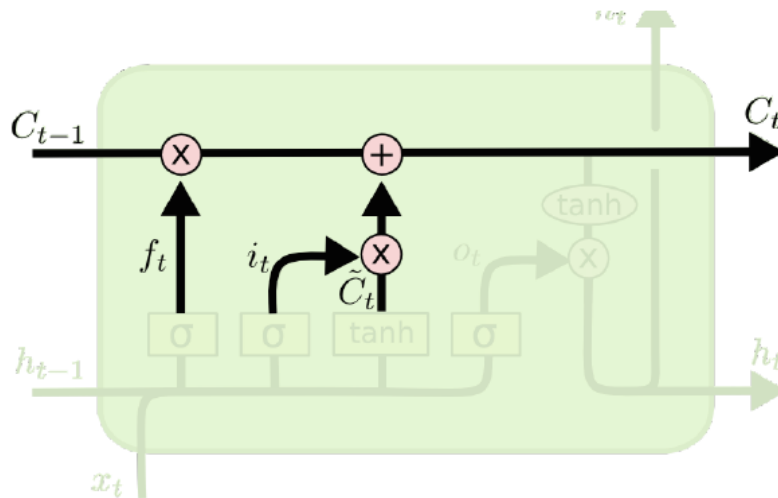 C_{t-1}
C_t
×
+
f_t
i_t
×
C̃_t
o_t
tanh
×
σ
σ
tanh
σ
h_{t-1}
h_t
x_t